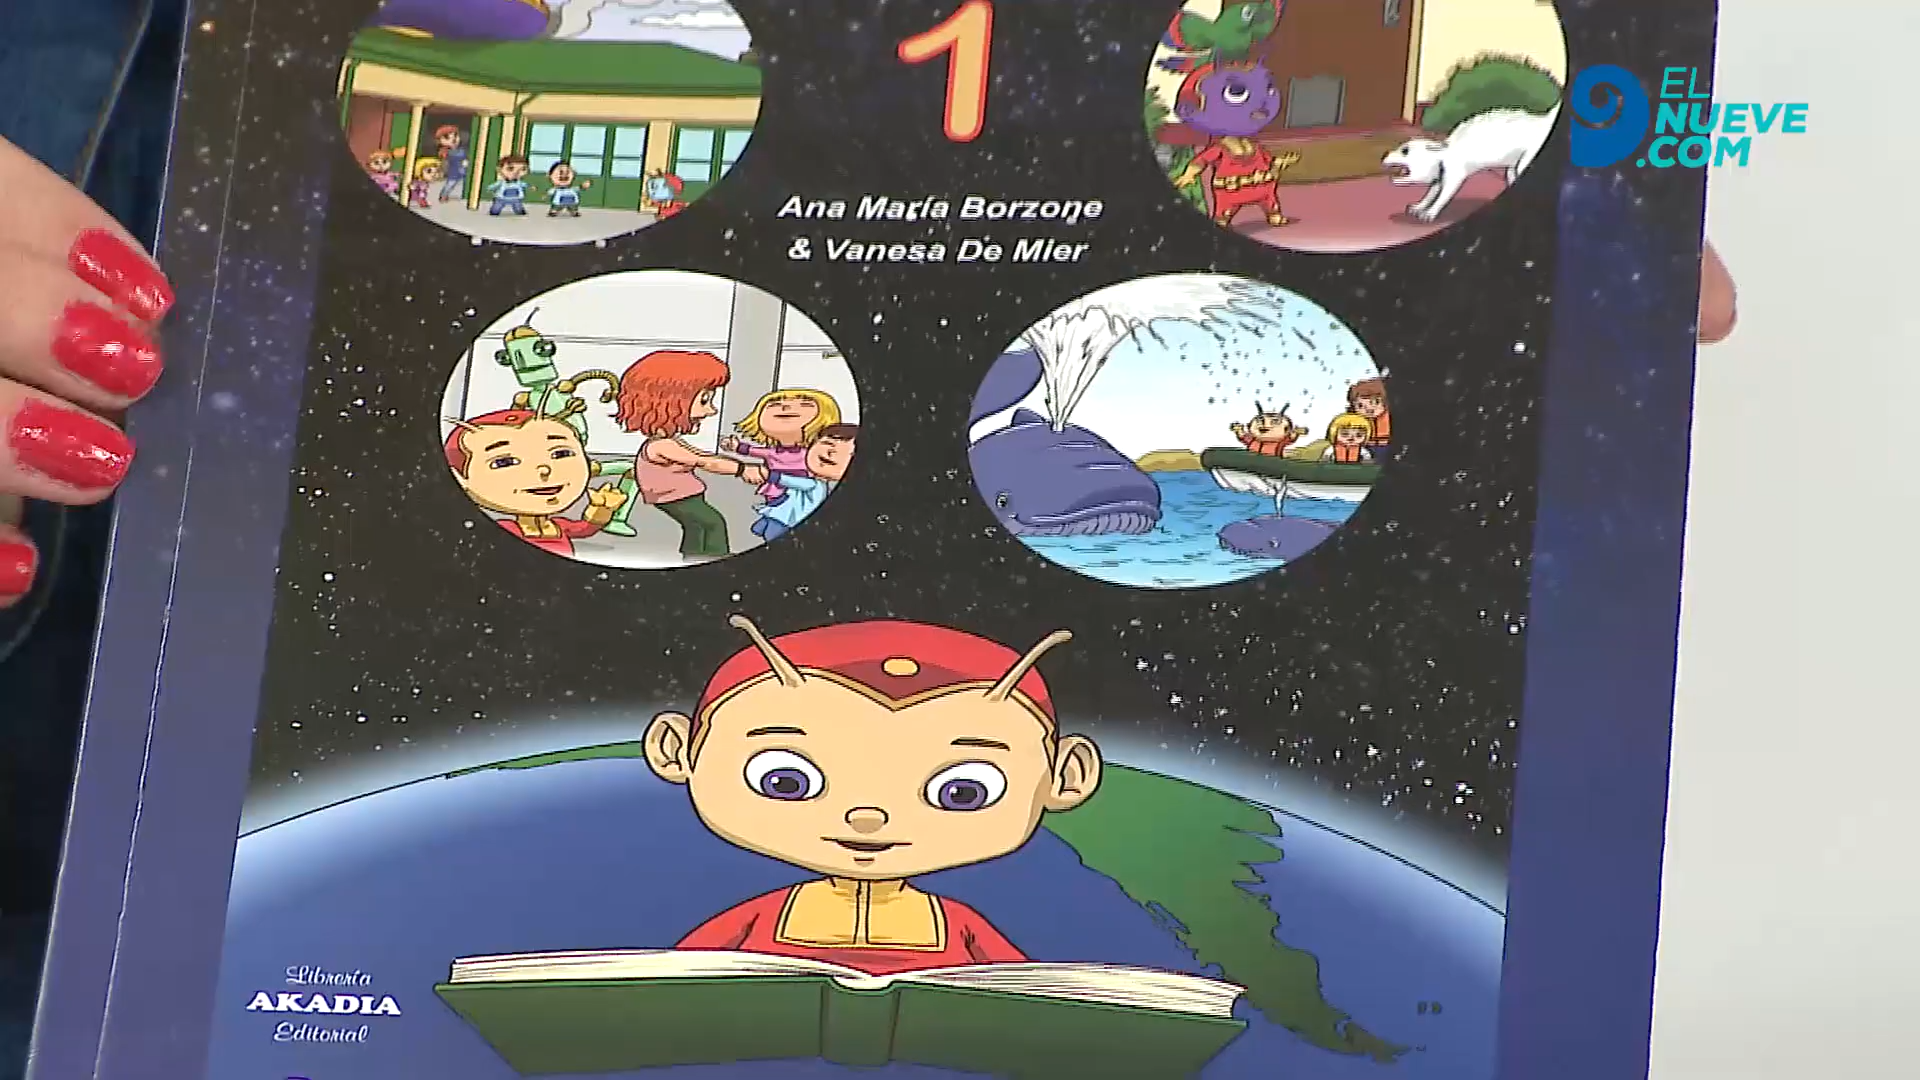 1
Ana María Borzone
& Vanesa De Mier
EL
NUEVE
.COM
Librería
AKADIA
Editorial